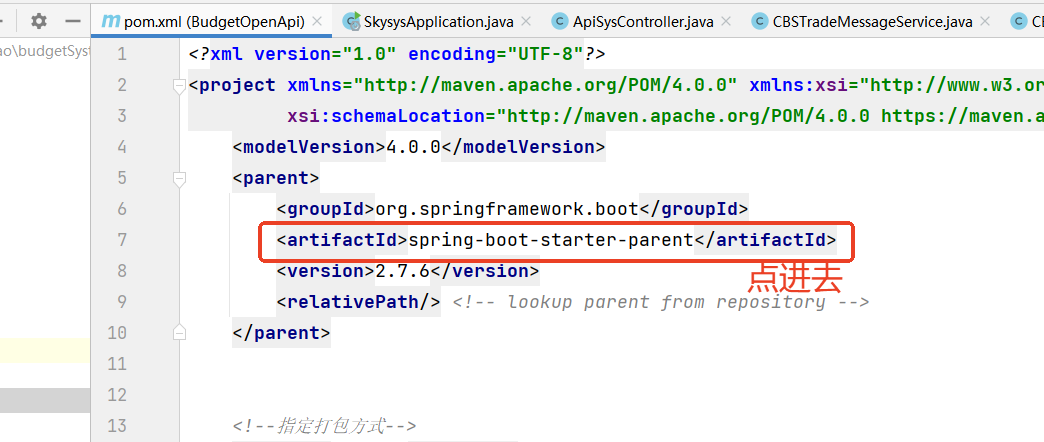 pom.xml (BudgetOpenApi) SkysysApplication.java ApiSysController.java CBSTradeMessageService.java
ao\budgetSyst
1 <?xml version="1.0" encoding="UTF-8"?>
2 <project xmlns="http://maven.apache.org/POM/4.0.0" xmlns:xsi="http://www.w3.or
3 xsi:schemaLocation="http://maven.apache.org/POM/4.0.0 https://maven.a
4 <modelVersion>4.0.0</modelVersion>
5 <parent>
6 <groupId>org.springframework.boot</groupId>
7 <artifactId>spring-boot-starter-parent</artifactId>
8 <version>2.7.6</version>
点进去
9 <relativePath/> <!-- lookup parent from repository -->
10 </parent>
11
12
13 <!--指定打包方式-->